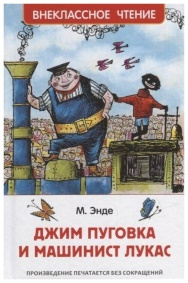 ВНЕКЛАССНОЕ ЧТЕНИЕ
М. Энде
ДЖИМ ПУГОВКА
И МАШИНИСТ ЛУКАС
ПРОИЗВЕДЕНИЕ ПЕЧАТАЕТСЯ БЕЗ СОКРАЩЕНИЙ